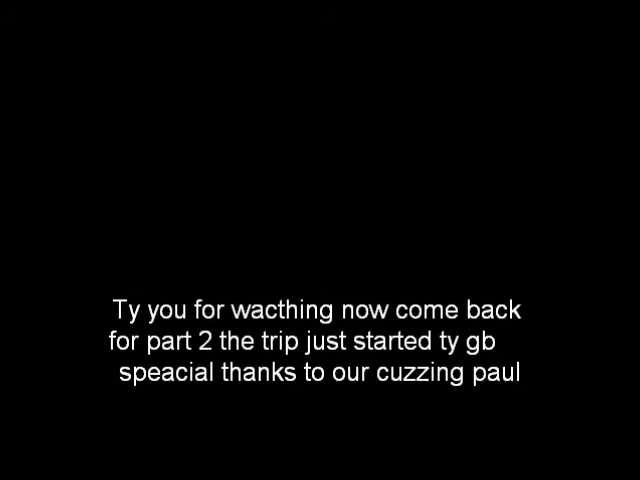 Ty you for wacthing now come back
for part 2 the trip just started ty gb
speacial thanks to our cuzzing paul